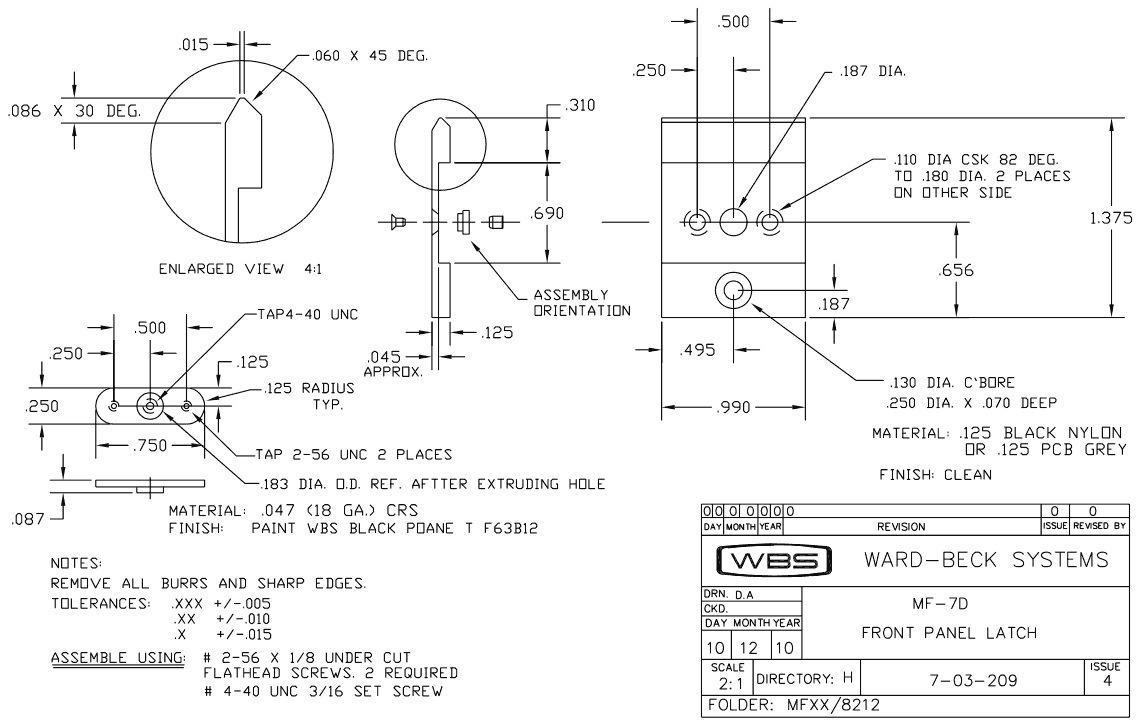 .015
.060 X 45 DEG.
.086 X 30 DEG.
ENLARGED VIEW 4:1
.310
.690
ASSEMBLY
ORIENTATION
.125
.045
APPROX.
.500
.250
.187 DIA.
.110 DIA CSK 82 DEG.
TO .180 DIA. 2 PLACES
ON OTHER SIDE
1.375
.656
.187
.495
.990
.130 DIA. C'BORE
.250 DIA. X .070 DEEP
MATERIAL: .125 BLACK NYLON
OR .125 PCB GREY
FINISH: CLEAN
TAP4-40 UNC
.500
.250
.125
.125 RADIUS
TYP.
.250
.750
TAP 2-56 UNC 2 PLACES
.183 DIA. O.D. REF. AFTTER EXTRUDING HOLE
.087
MATERIAL: .047 (18 GA.) CRS
FINISH: PAINT WBS BLACK POANE T F63B12
NOTES:
REMOVE ALL BURRS AND SHARP EDGES.
TOLERANCES: .XXX +/-.005
.XX +/-.010
.X +/-.015
ASSEMBLE USING: # 2-56 X 1/8 UNDER CUT
FLATHEAD SCREWS. 2 REQUIRED
# 4-40 UNC 3/16 SET SCREW
0 0 0 0 0 0 0 0 0
DAY MONTH YEAR REVISION ISSUE REVISED BY
WBS WARD-BECK SYSTEMS
DRN. D.A
CKD.
DAY MONTH YEAR
10 12 10
MF-7D
FRONT PANEL LATCH
SCALE
2:1
DIRECTORY: H
7-03-209
ISSUE
4
FOLDER: MFXX/8212